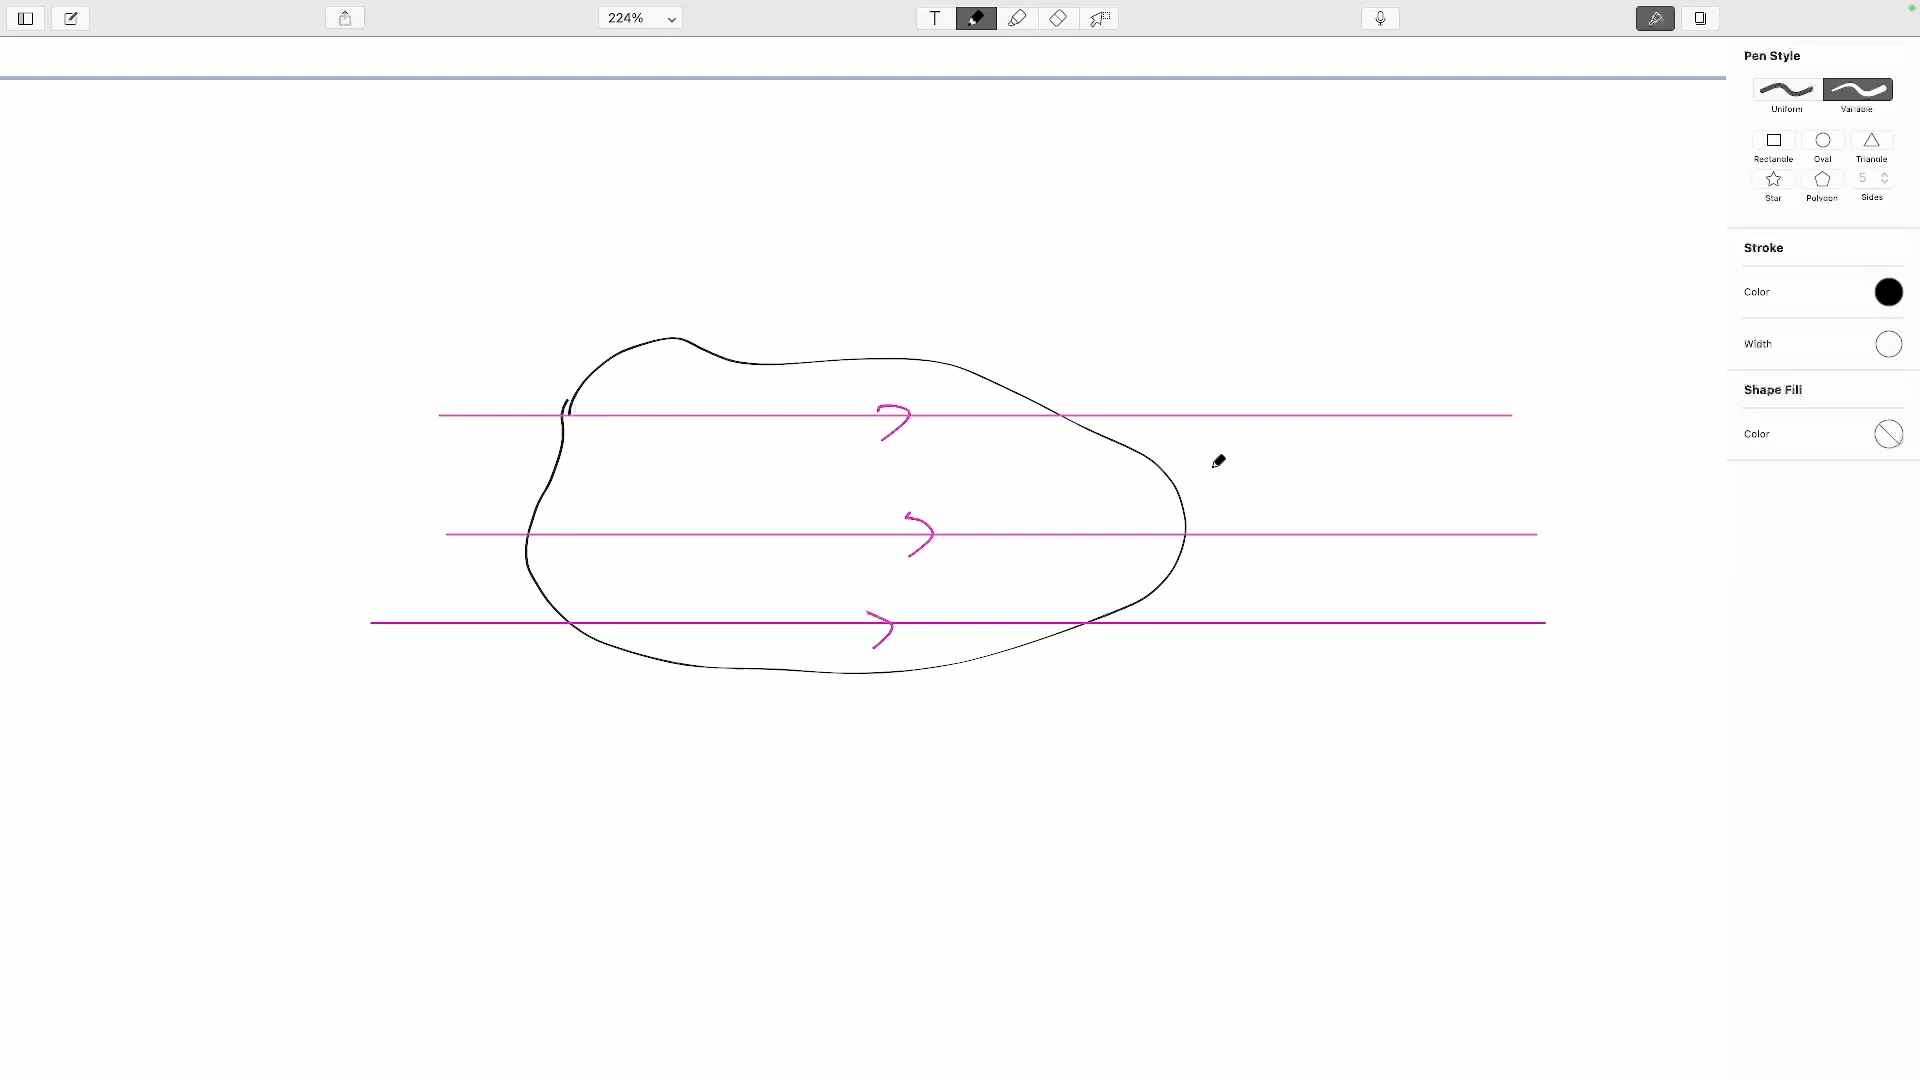 224%
T
Pen Style
Uniform Variable
Rectangle Oval Triangle
5
Star Polygon Sides
Stroke
Color
Width
Shape Fill
Color